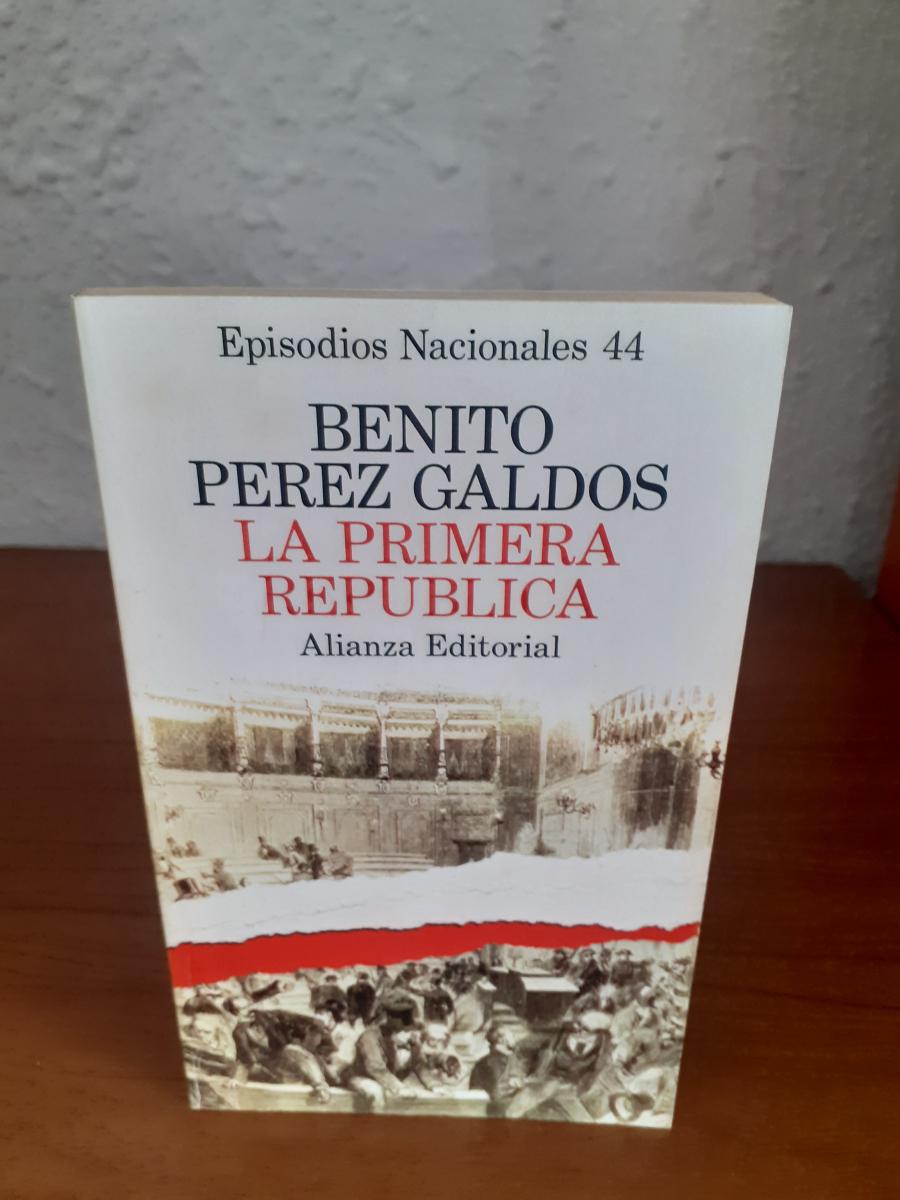 Episodios Nacionales 44
BENITO
PEREZ GALDOS
LA PRIMERA
REPUBLICA
Alianza Editorial